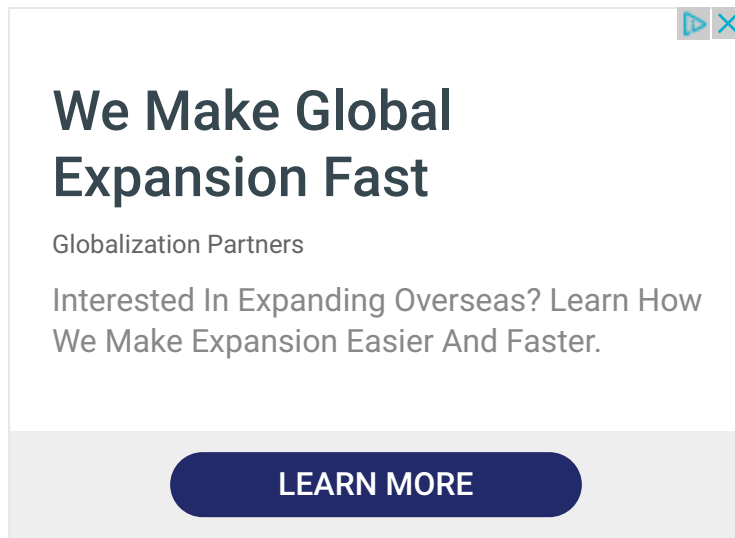 We Make Global
Expansion Fast
Globalization Partners
Interested In Expanding Overseas? Learn How
We Make Expansion Easier And Faster.
LEARN MORE